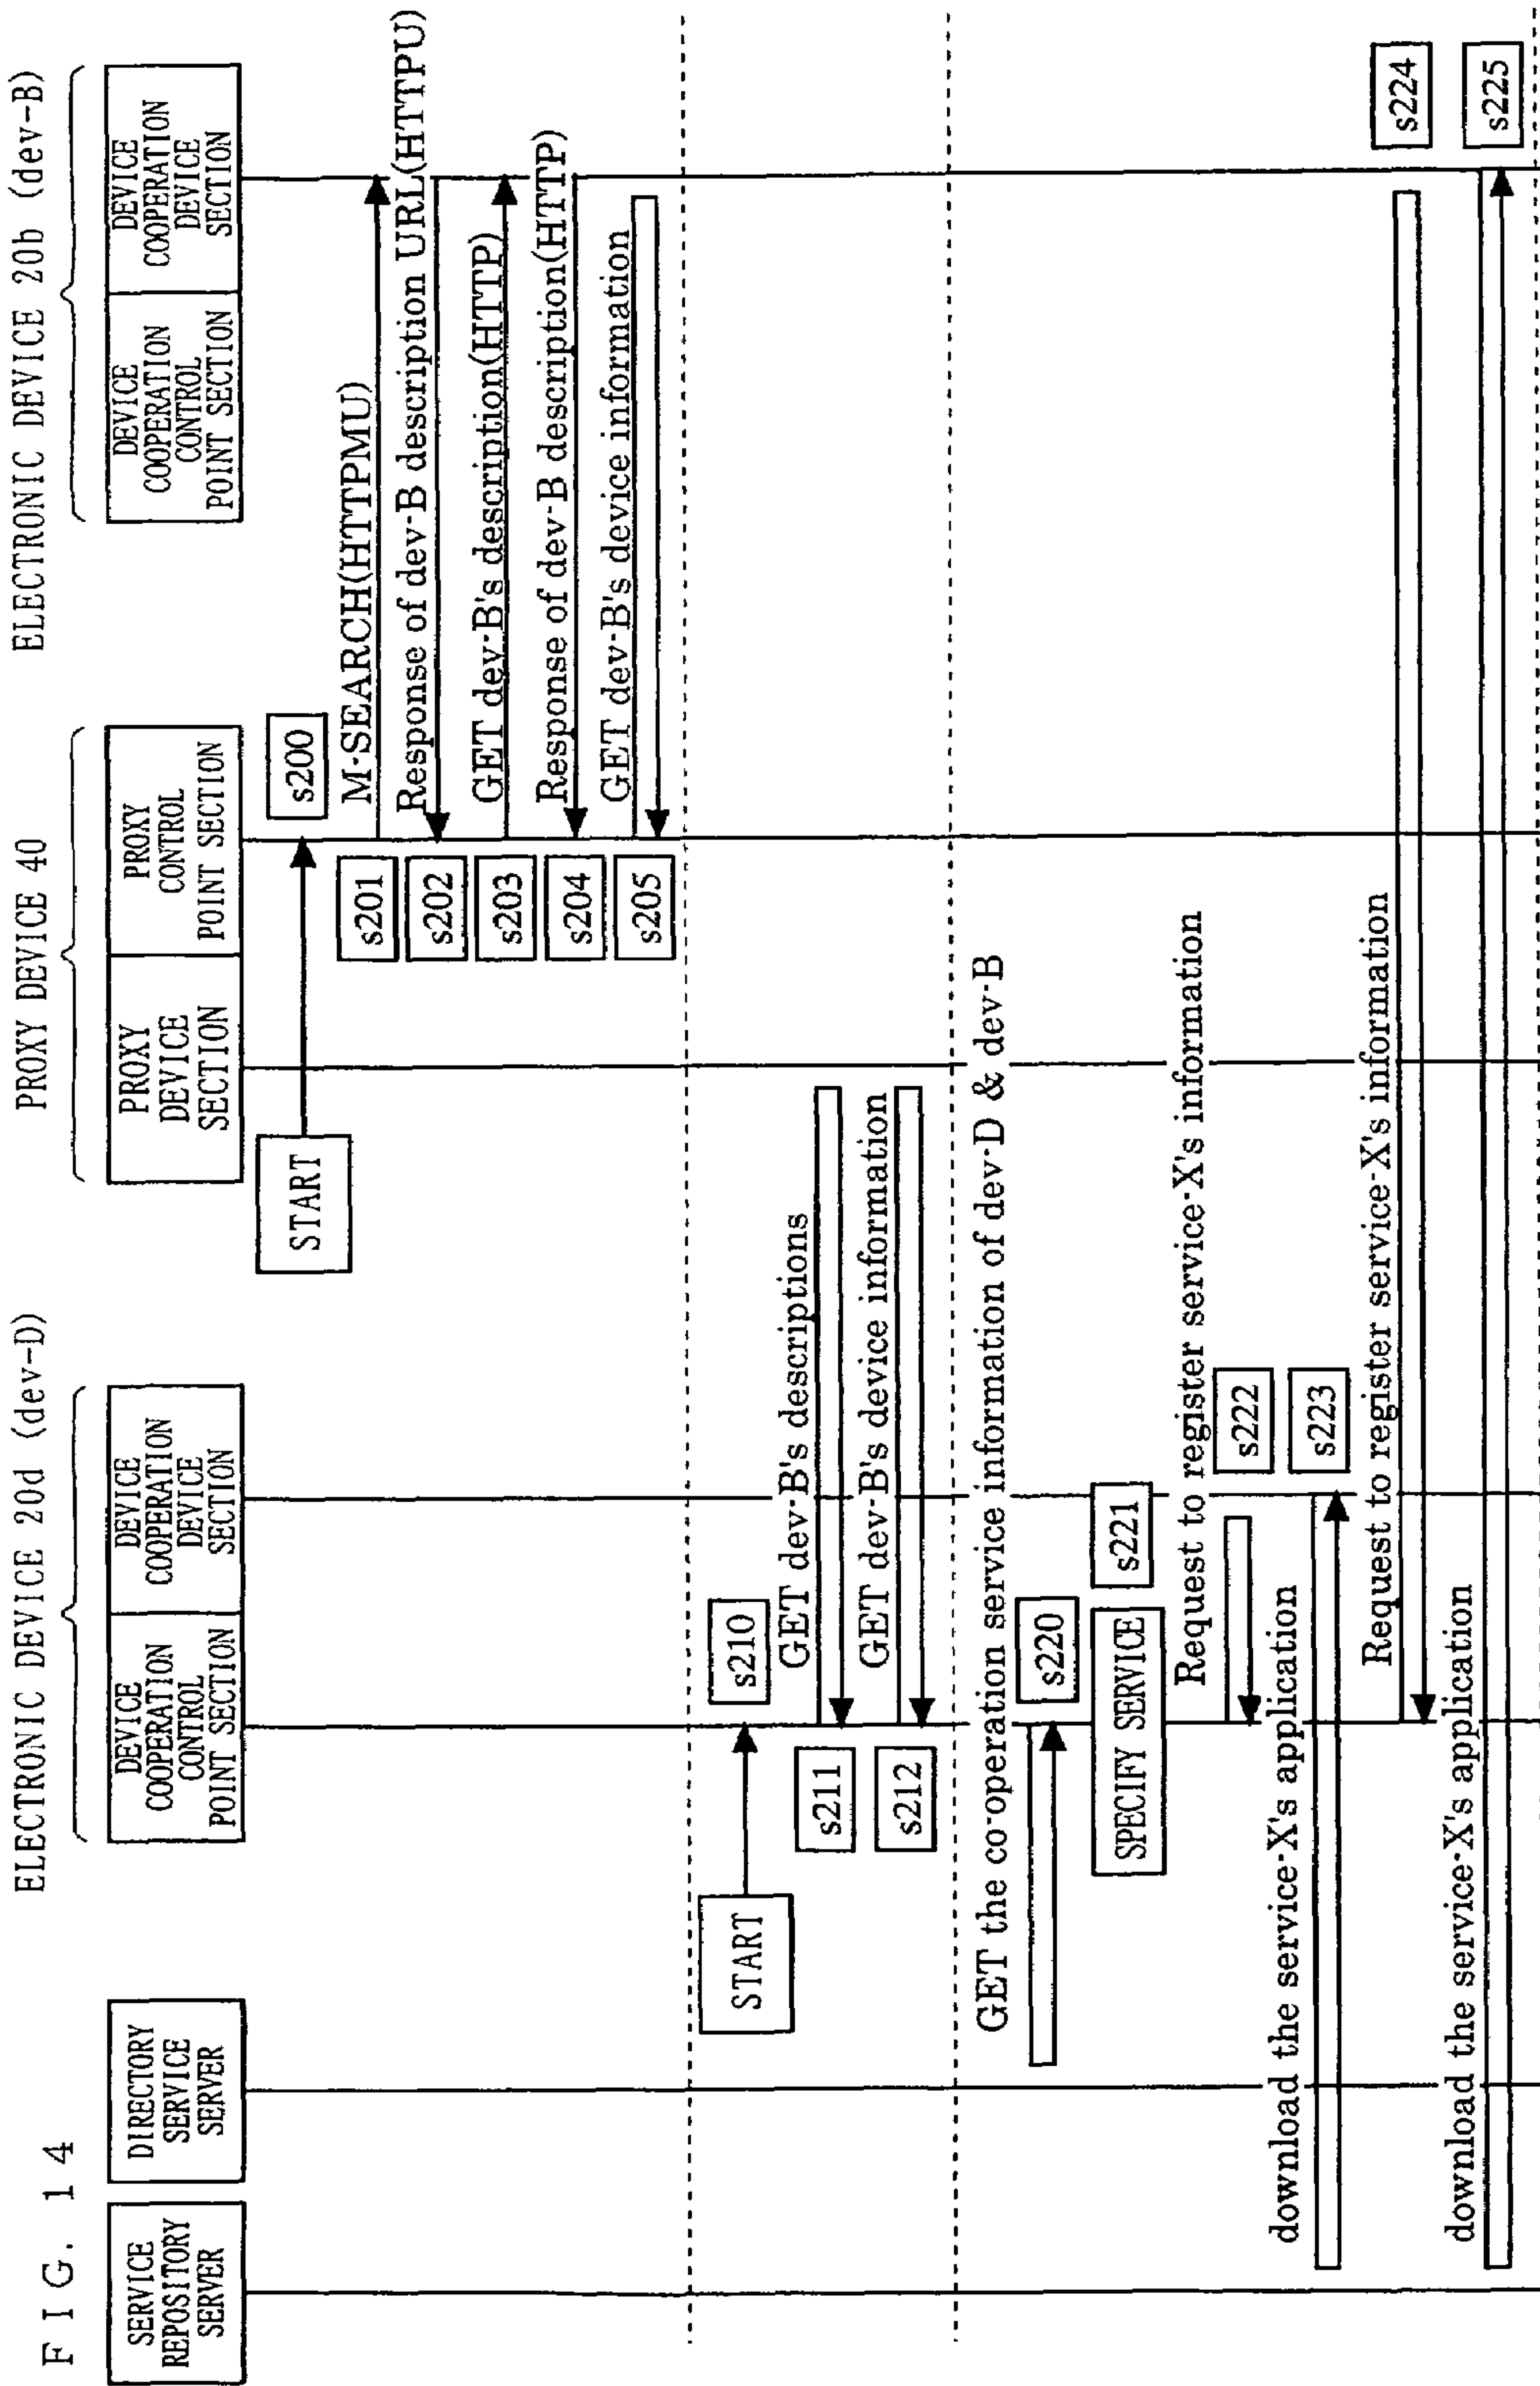 FIG. 14
SERVICE
REPOSITORY
SERVER
DIRECTORY
SERVICE
SERVER
ELECTRONIC DEVICE 20d (dev-D)
DEVICE
COOPERATION
CONTROL
POINT SECTION
DEVICE
COOPERATION
DEVICE
SECTION
PROXY DEVICE 40
PROXY
DEVICE
SECTION
PROXY
CONTROL
POINT SECTION
ELECTRONIC DEVICE 20b (dev-B)
DEVICE
COOPERATION
CONTROL
POINT SECTION
DEVICE
COOPERATION
DEVICE
SECTION
START
s200
s201
M-SEARCH(HTTPMU)
s202
Response of dev-B description URL(HTTPU)
s203
GET dev-B's description(HTTP)
s204
Response of dev-B description(HTTP)
s205
GET dev-B's device information
START
s210
s211
GET dev-B's descriptions
s212
GET dev-B's device information
GET the co-operation service information of dev-D & dev-B
s220
SPECIFY SERVICE
s221
Request to register service-X's information
s222
download the service-X's application
s223
Request to register service-X's information
s224
download the service-X's application
s225